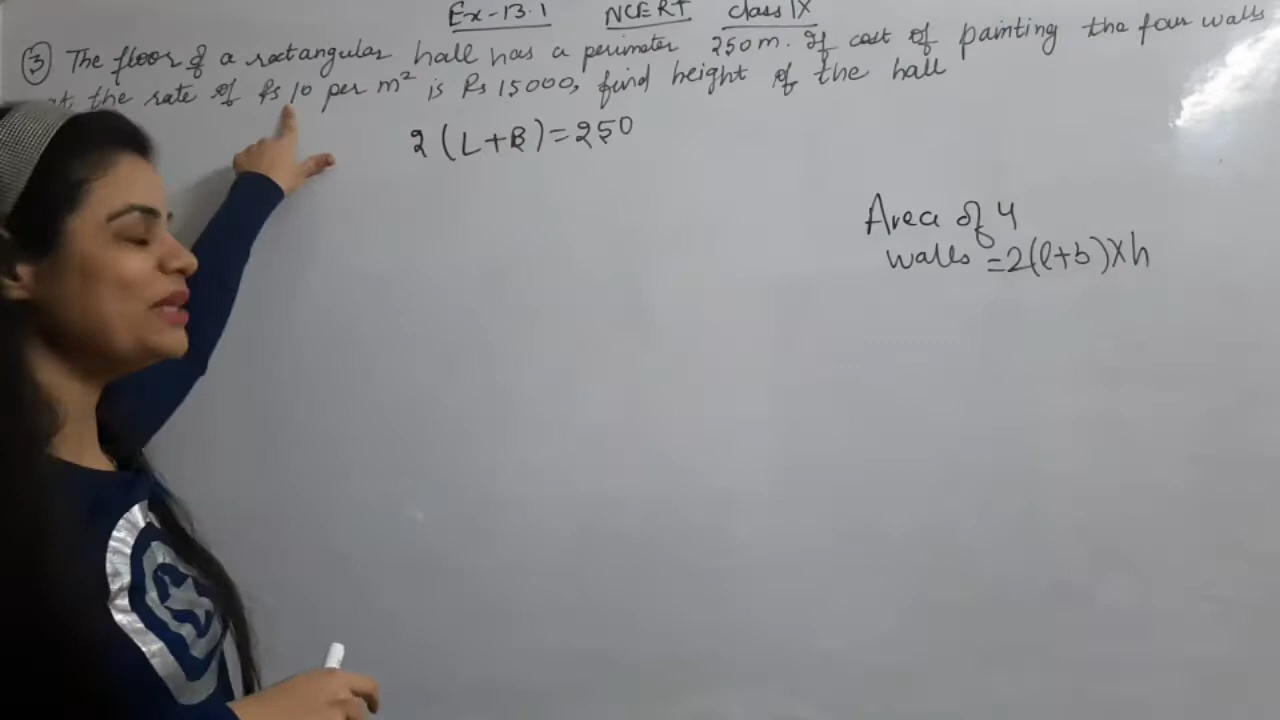 Ex-13.1 NCERT Class IX
③ The floor of a rectangular hall has a perimeter 250m. If cost of painting the four walls
at the rate of Rs 10 per m² is Rs 15000, find height of the hall
2(L+B)=250
Area of 4
walls =2(l+b)×h